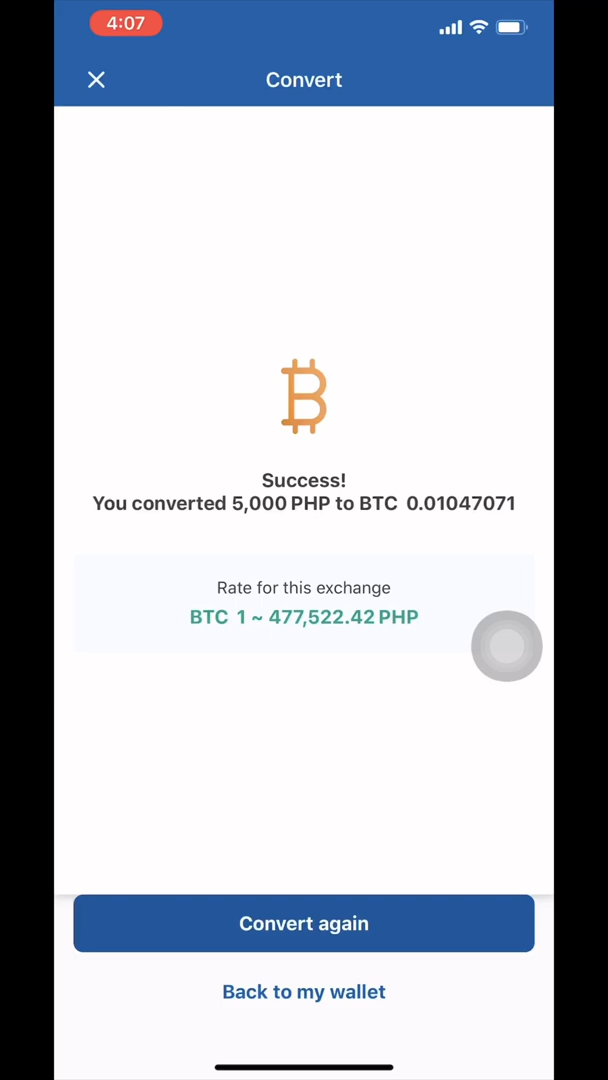 4:07
Convert
Success!
You converted 5,000 PHP to BTC 0.01047071
Rate for this exchange
BTC 1 ~ 477,522.42 PHP
Convert again
Back to my wallet